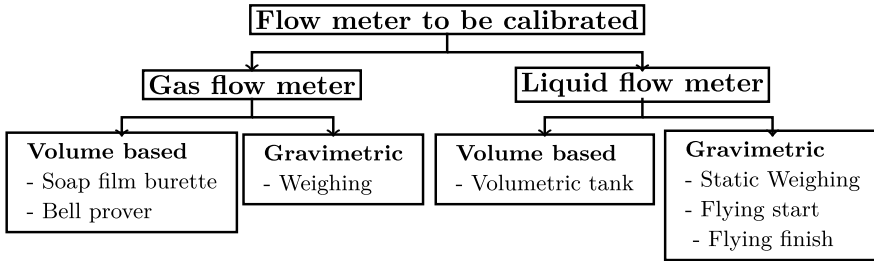 Flow meter to be calibrated
Gas flow meter
Liquid flow meter
Volume based
- Soap film burette
- Bell prover
Gravimetric
- Weighing
Volume based
- Volumetric tank
Gravimetric
- Static Weighing
- Flying start
- Flying finish